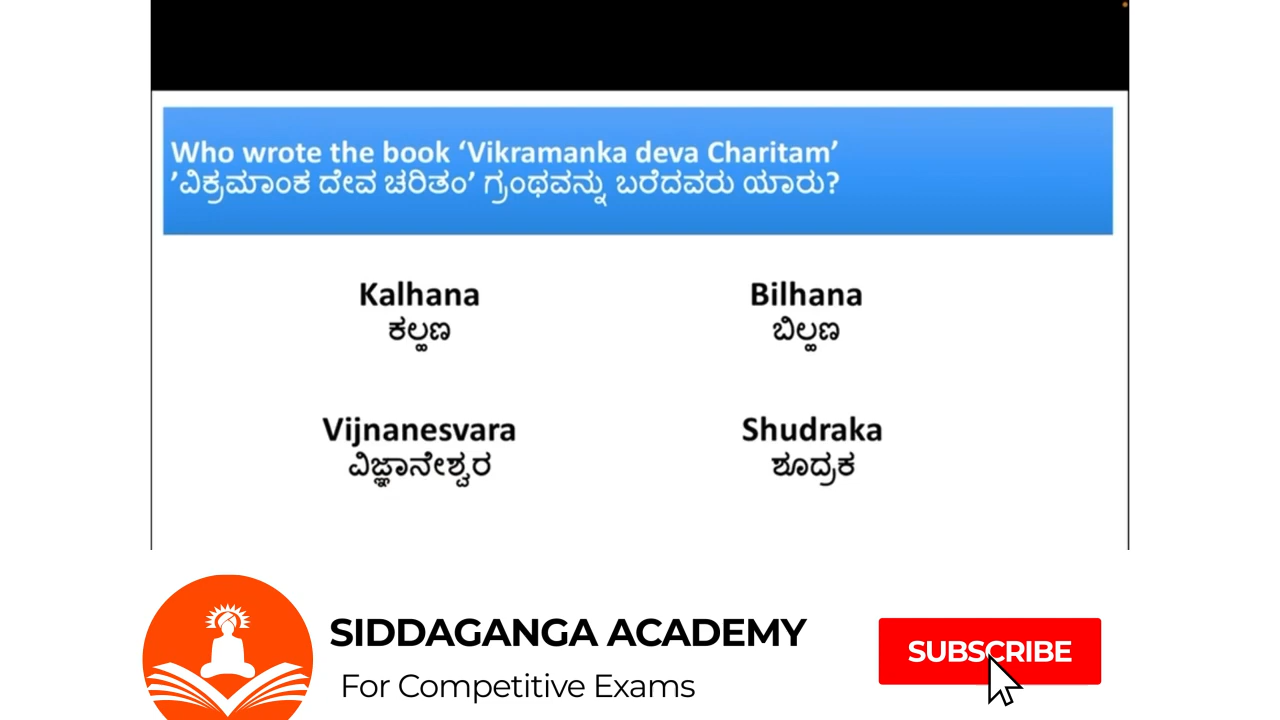 Who wrote the book ‘Vikramanka deva Charitam’
’ವಿಕ್ರಮಾಂಕ ದೇವ ಚರಿತಂ’ ಗ್ರಂಥವನ್ನು ಬರೆದವರು ಯಾರು?
Kalhana
ಕಲ್ಹಣ
Bilhana
ಬಿಲ್ಹಣ
Vijnanesvara
ವಿಜ್ಞಾನೇಶ್ವರ
Shudraka
ಶೂದ್ರಕ
SIDDAGANGA ACADEMY
For Competitive Exams
SUBSCRIBE